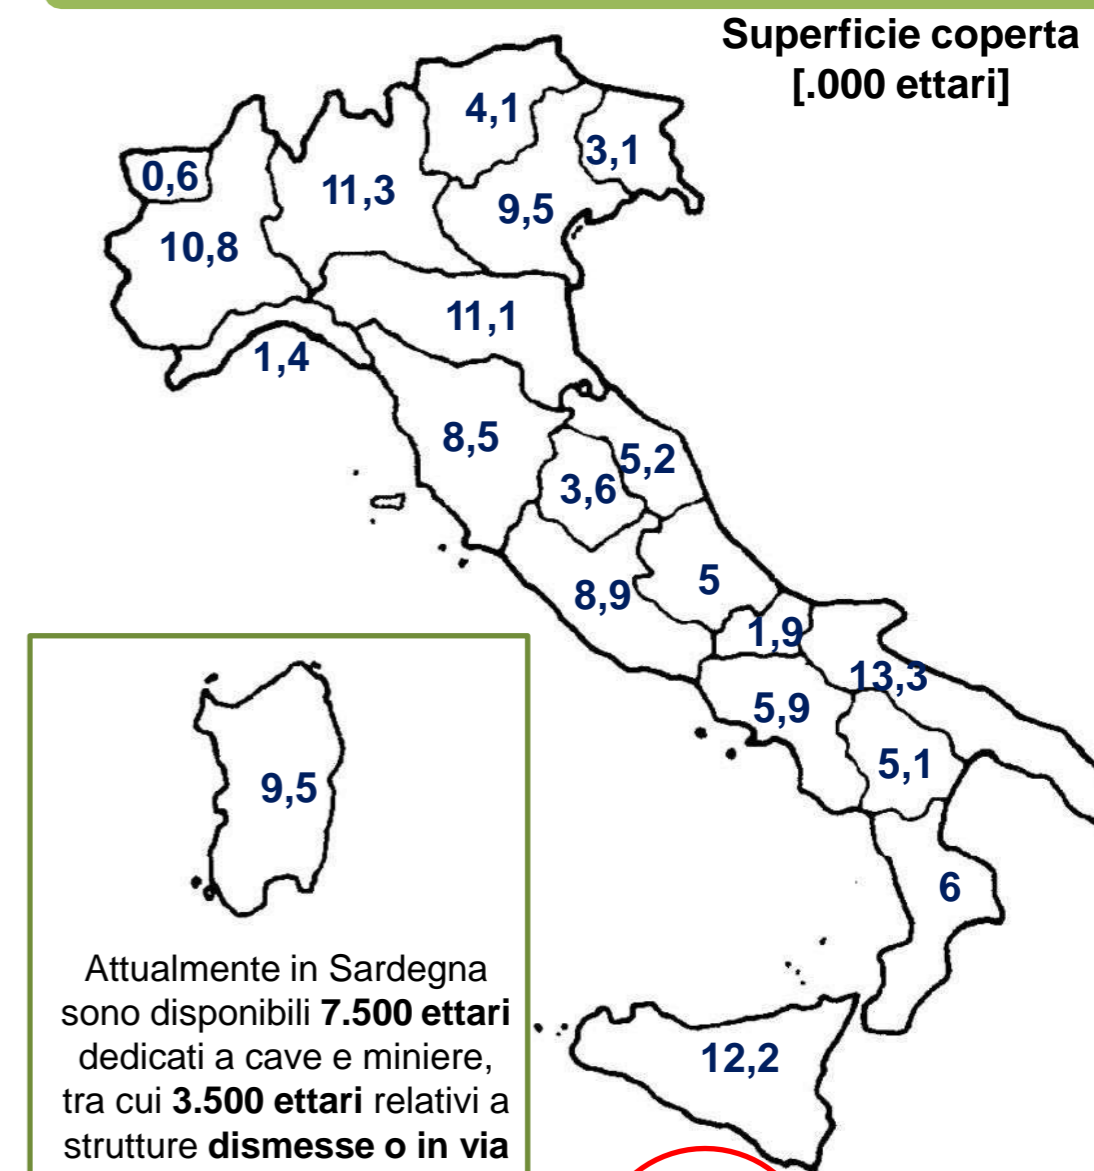 Superficie coperta
[.000 ettari]
4,1
3,1
0,6
11,3
9,5
10,8
11,1
1,4
8,5
5,2
3,6
5
8,9
1,9
13,3
5,9
5,1
9,5
6
12,2
Attualmente in Sardegna
sono disponibili 7.500 ettari
dedicati a cave e miniere,
tra cui 3.500 ettari relativi a
strutture dismesse o in via